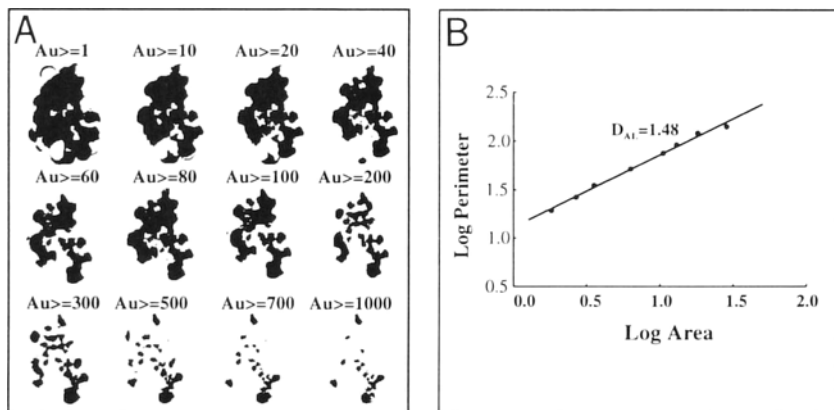 A
Au>=1 Au>=10 Au>=20 Au>=40
Au>=60 Au>=80 Au>=100 Au>=200
Au>=300 Au>=500 Au>=700 Au>=1000
B
2.5
2.0
1.5
1.0
0.5
Log Perimeter
D_AL=1.48
0.0 0.5 1.0 1.5 2.0
Log Area